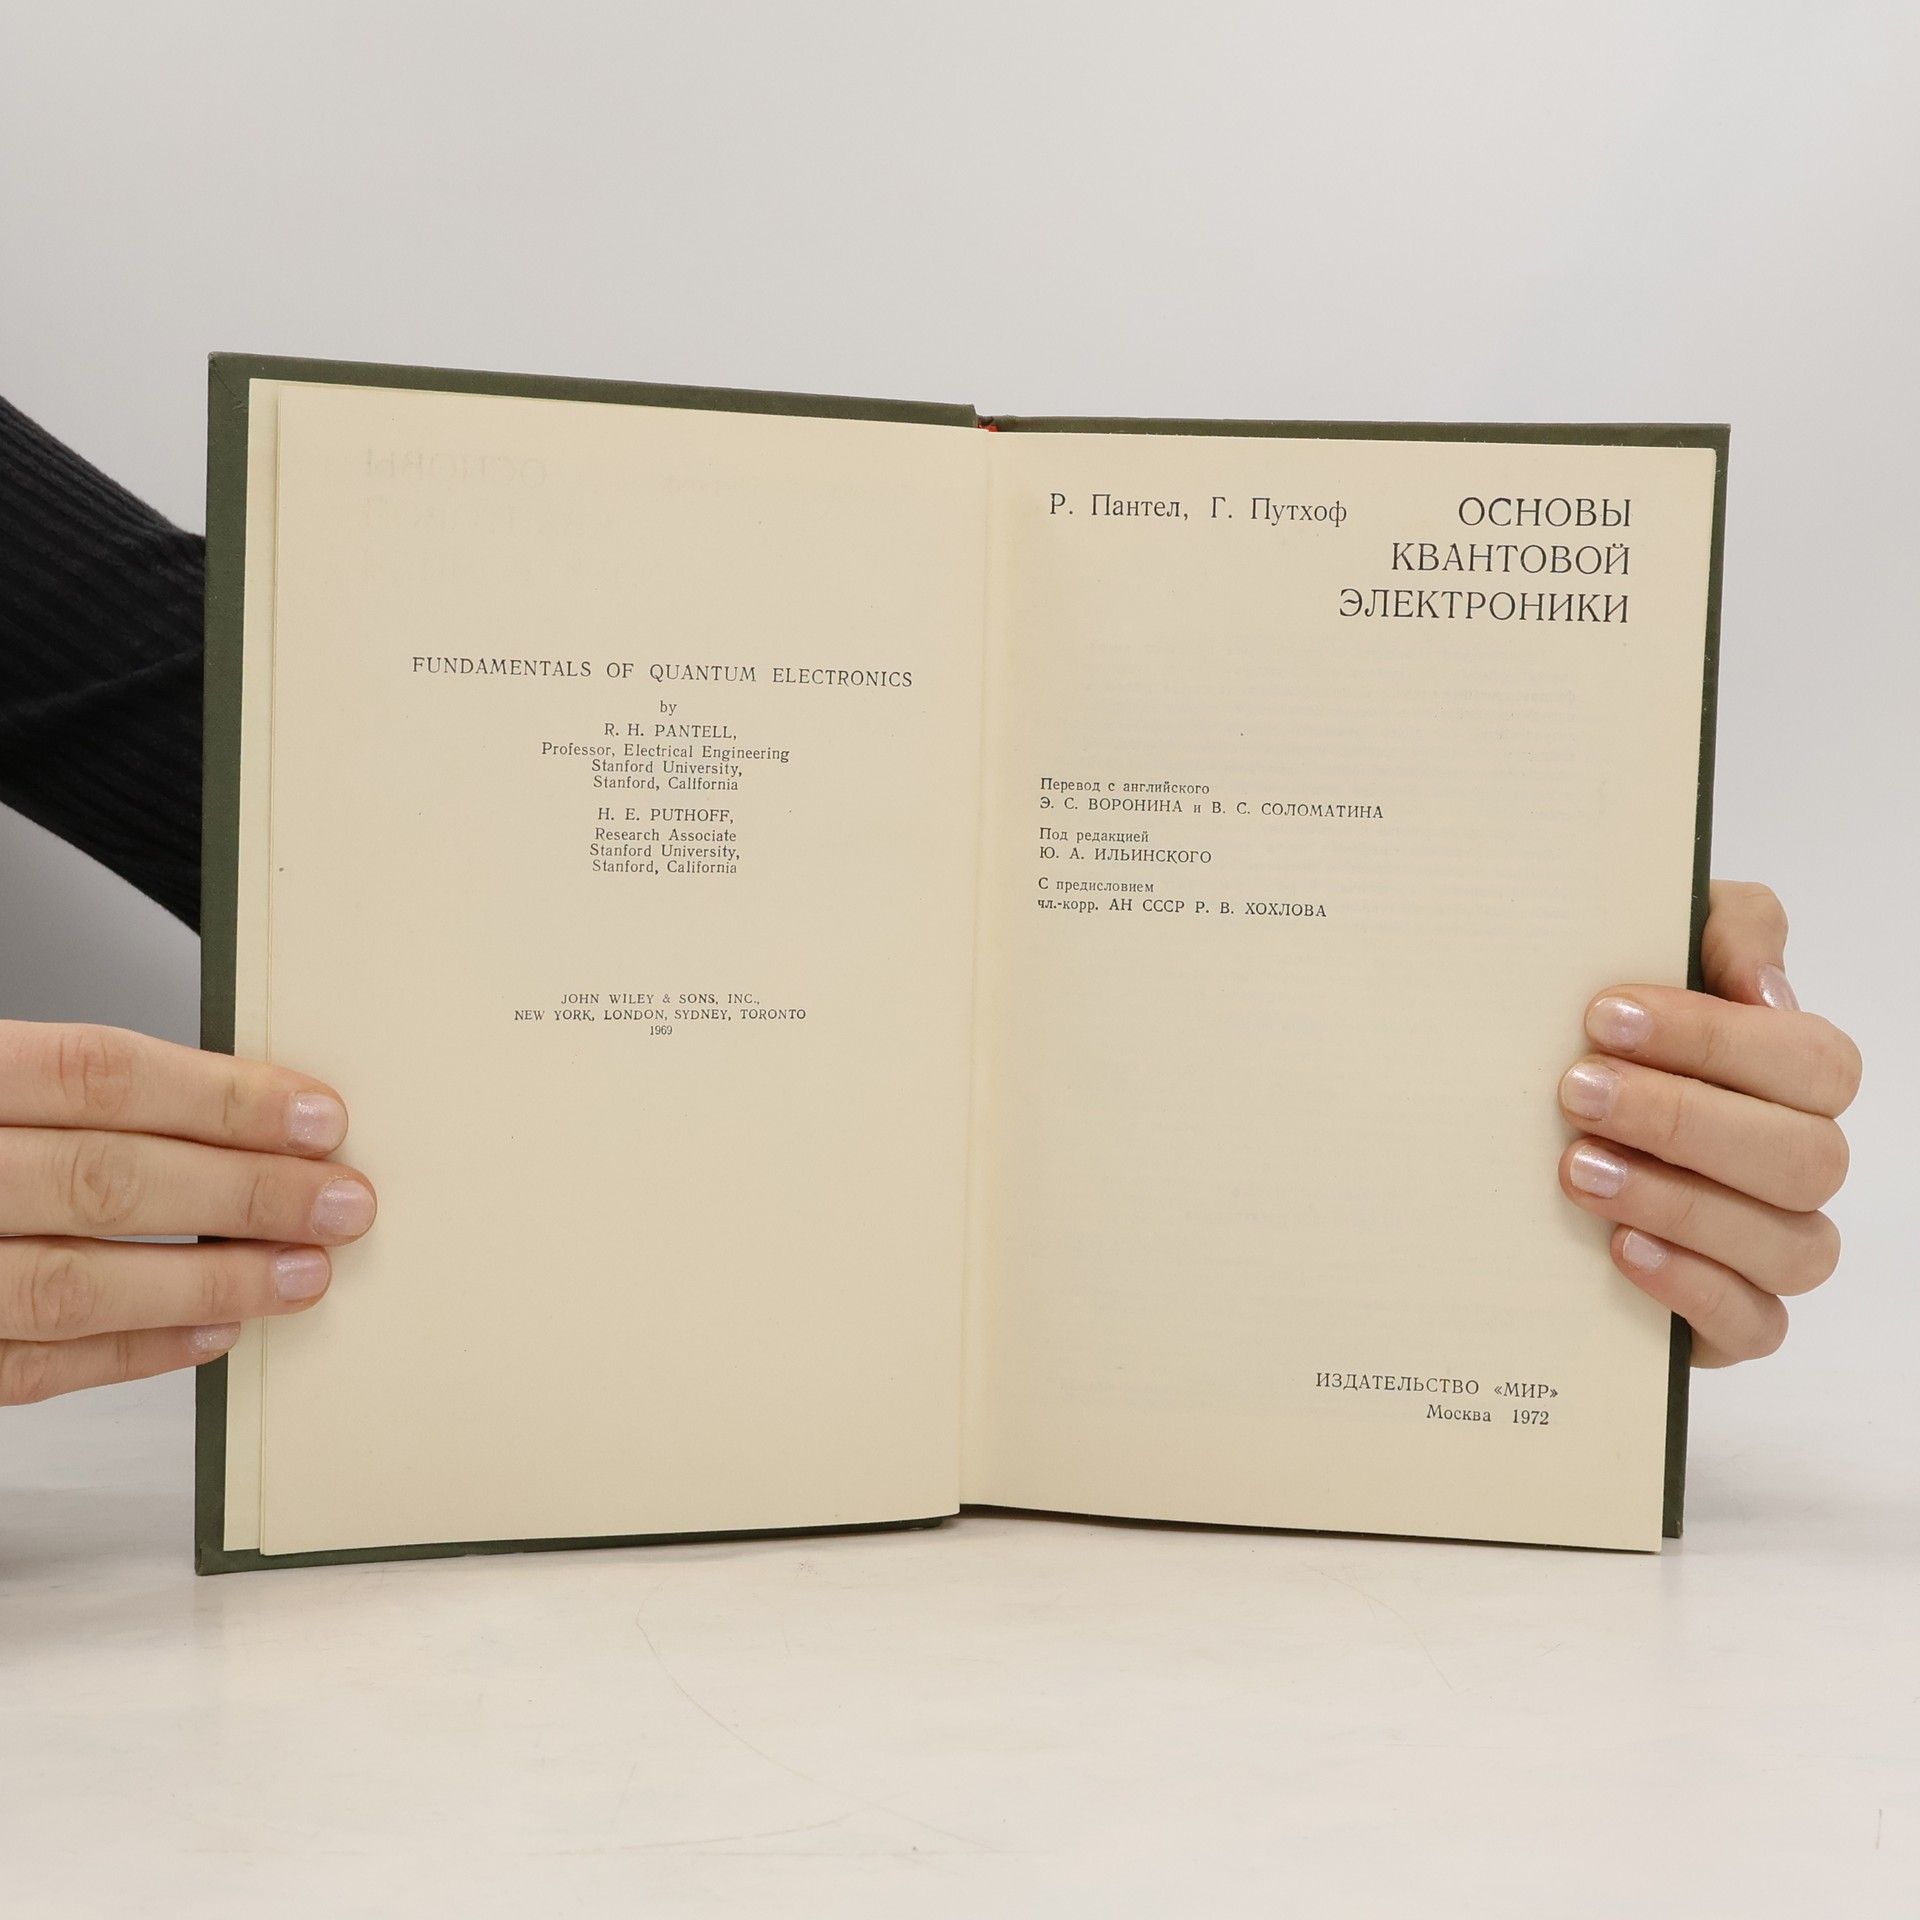 FUNDAMENTALS OF QUANTUM ELECTRONICS
by
R. H. PANTELL,
Professor, Electrical Engineering
Stanford University,
Stanford, California
H. E. PUTHOFF,
Research Associate
Stanford University,
Stanford, California
JOHN WILEY & SONS, INC.,
NEW YORK, LONDON, SYDNEY, TORONTO
1969
Р. Пантел, Г. Путхоф
ОСНОВЫ
КВАНТОВОЙ
ЭЛЕКТРОНИКИ
Перевод с английского
Э. С. ВОРОНИНА и В. С. СОЛОМАТИНА
Под редакцией
Ю. А. ИЛЬИНСКОГО
С предисловием
чл.-корр. АН СССР Р. В. ХОХЛОВА
ИЗДАТЕЛЬСТВО «МИР»
Москва 1972